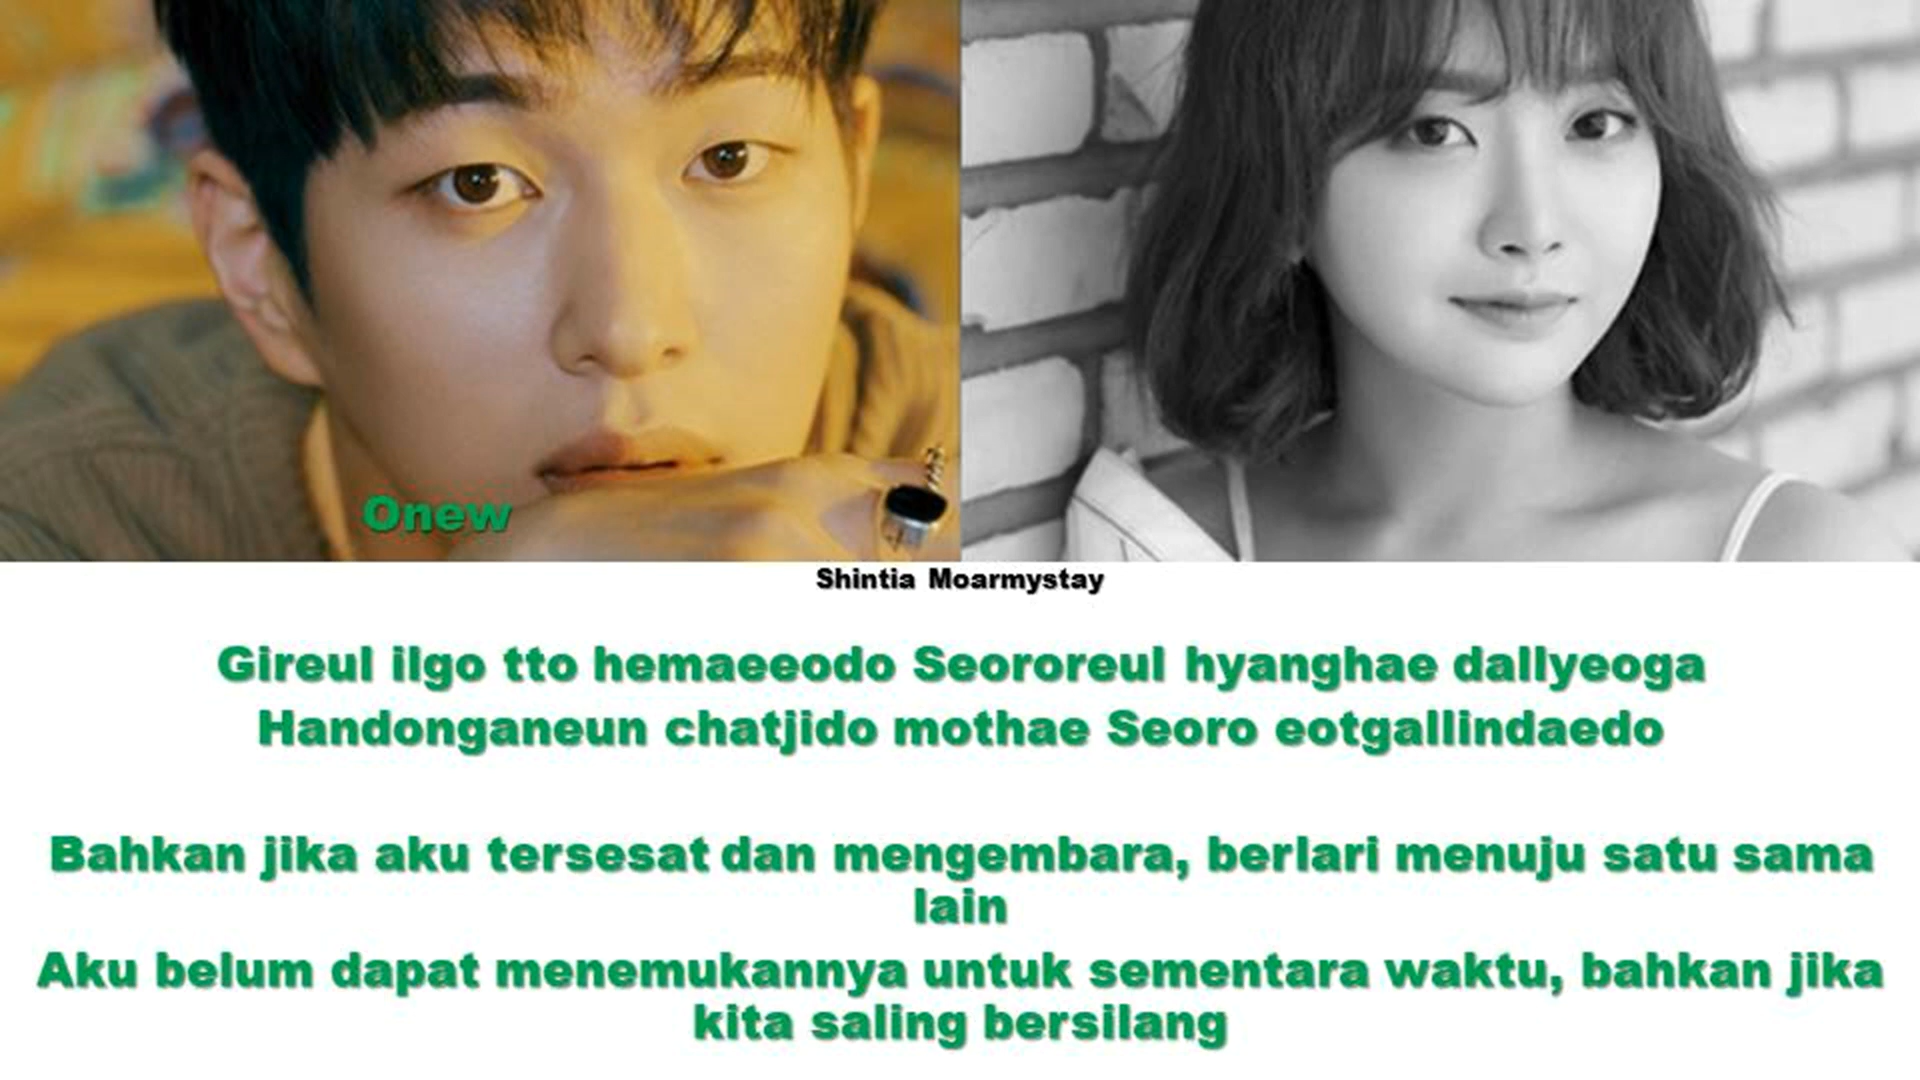 Onew
Shintia Moarmystay
Gireul ilgo tto hemaeeodo Seororeul hyanghae dallyeoga
Handonganeun chatjido mothae Seoro eotgallindaedo
Bahkan jika aku tersesat dan mengembara, berlari menuju satu sama
lain
Aku belum dapat menemukannya untuk sementara waktu, bahkan jika
kita saling bersilang